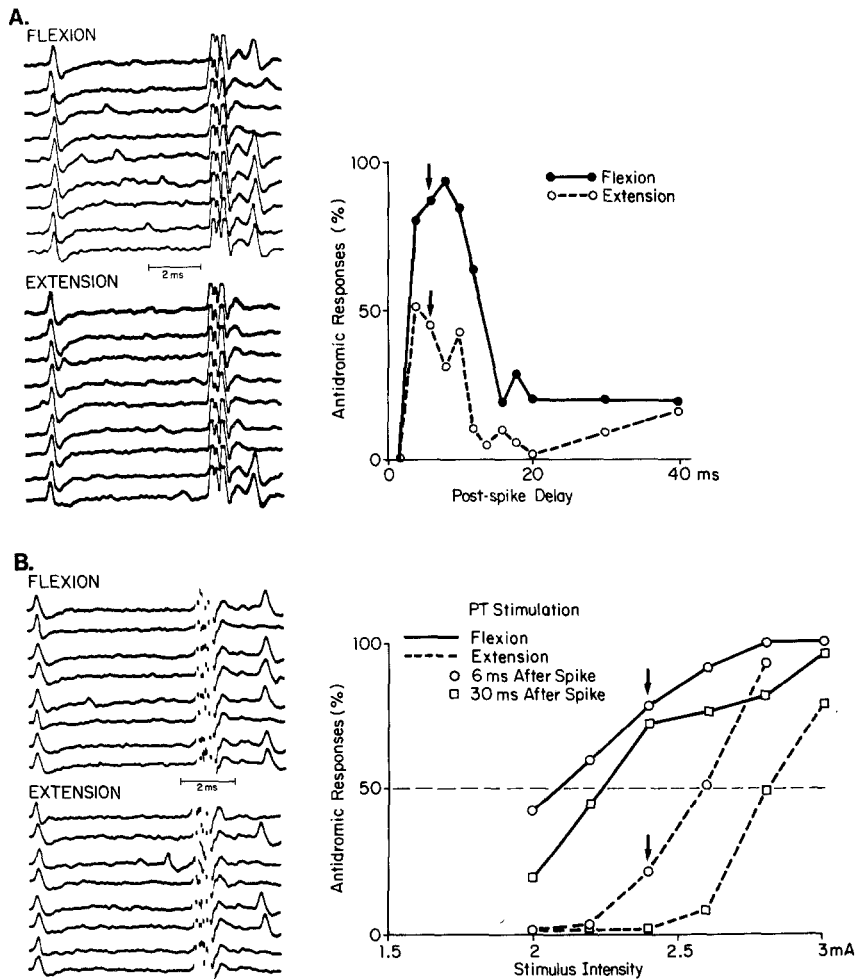 A.
FLEXION
2 ms
EXTENSION
100
50
0
Antidromic Responses (%)
Flexion
Extension
0
20
40 ms
Post-spike Delay
B.
FLEXION
2 ms
EXTENSION
PT Stimulation
Flexion
Extension
6 ms After Spike
30 ms After Spike
100
50
0
Antidromic Responses (%)
1.5
2
2.5
3mA
Stimulus Intensity